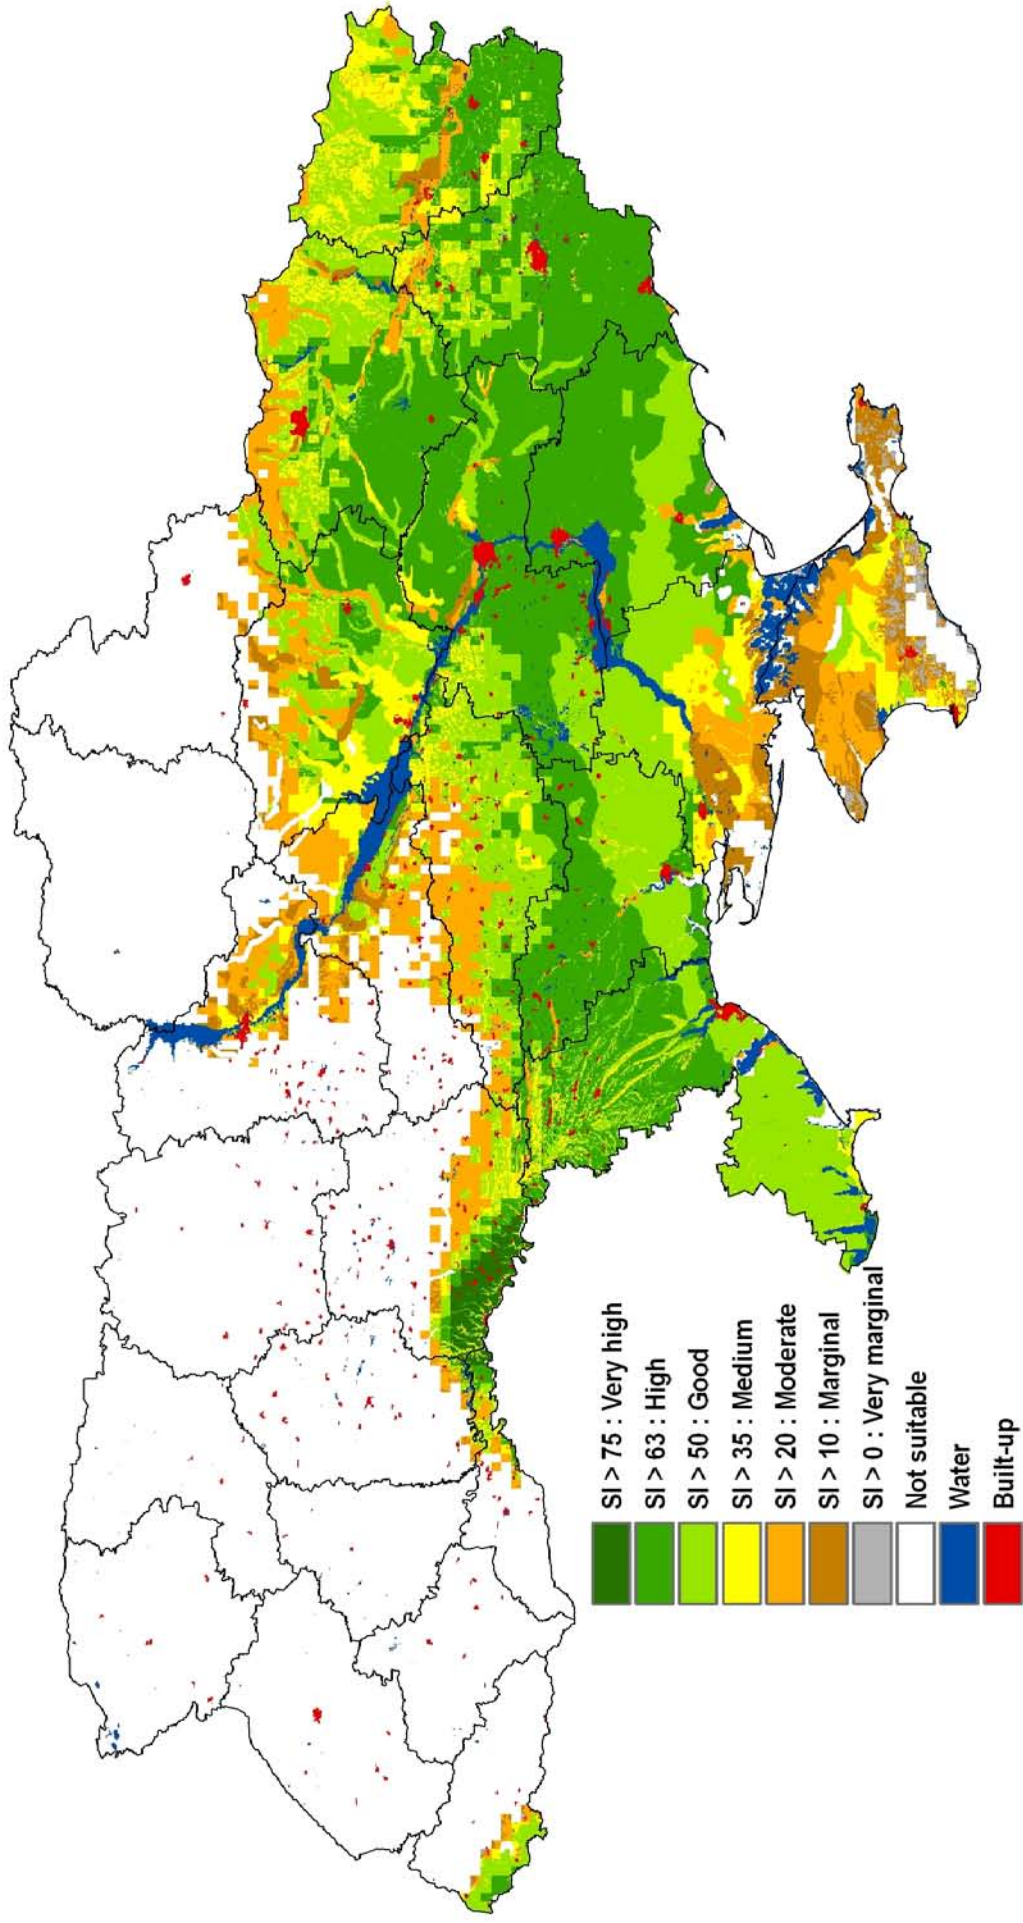 SI > 75 : Very high
SI > 63 : High
SI > 50 : Good
SI > 35 : Medium
SI > 20 : Moderate
SI > 10 : Marginal
SI > 0 : Very marginal
Not suitable
Water
Built-up